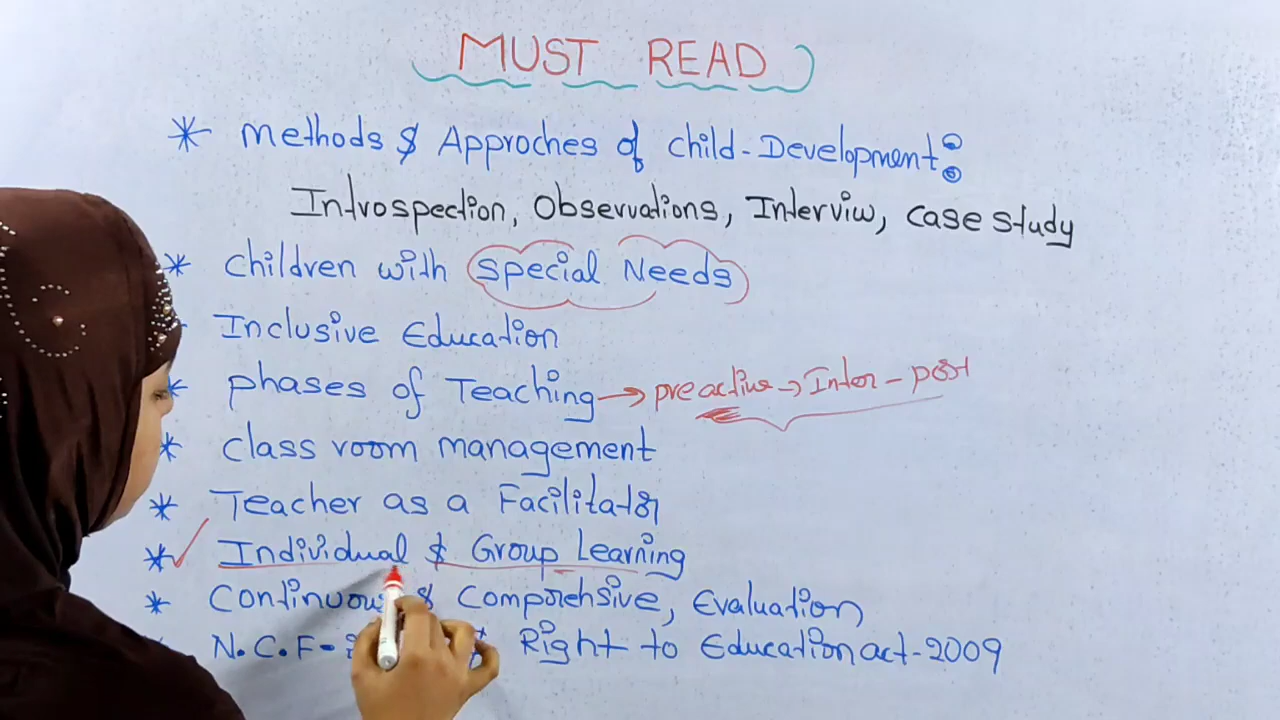 MUST READ
* Methods & Approches of child-Development:
Introspection, Observations, Interviw, case study
* children with special Needs
Inclusive Education
* phases of Teaching → preactive → Inter - post
* class room management
* Teacher as a Facilitator
* Individual & Group Learning
* & Comprehsive, Evaluation
N.C.F- Right to Education act-2009